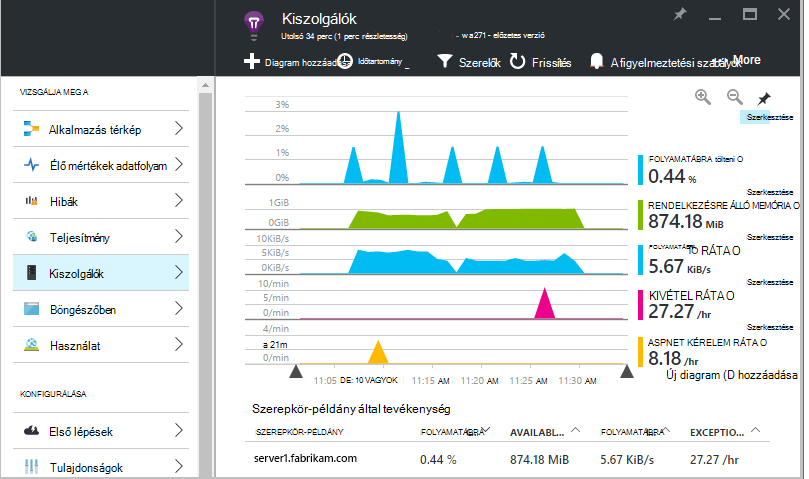 Kiszolgálók
Utolsó 34 perc (1 perc részletesség)
- w a271 - előzetes verzió
Diagram hozzáadása
Időtartomány
Szerelők
Frissítés
A figyelmeztetési szabályok
More
VIZSGÁLJA MEG A
Alkalmazás térkép
Élő mértékek adatfolyam
Hibák
Teljesítmény
Kiszolgálók
Böngészőben
Használat
KONFIGURÁLÁSA
Első lépések
Tulajdonságok
3%
2%
1%
0%
1GiB
0GiB
10KiB/s
5KiB/s
0KiB/s
10/min
5/min
0/min
4/min
a 21m
0/min
11:05 DE: 10 VAGYOK 11:15 AM 11:20 AM 11:25 AM 11:30 AM
Szerkesztése
FOLYAMATÁBRA tölteni O
0.44 %
Szerkesztése
RENDELKEZÉSRE ÁLLÓ MEMÓRIA O
874.18 MiB
Szerkesztése
RÁTA O
5.67 KiB/s
Szerkesztése
KIVÉTEL RÁTA O
27.27 /hr
Szerkesztése
ASPNET KÉRELEM RÁTA O
8.18 /hr
Új diagram (D hozzáadása
Szerepkör-példány által tevékenység
SZEREPKÖR-PÉLDÁNY FOLYAMATÁBRA AVAILABL... FOLYAMATÁBRA EXCEPTIO...
server1.fabrikam.com 0.44 % 874.18 MiB 5.67 KiB/s 27.27 /hr